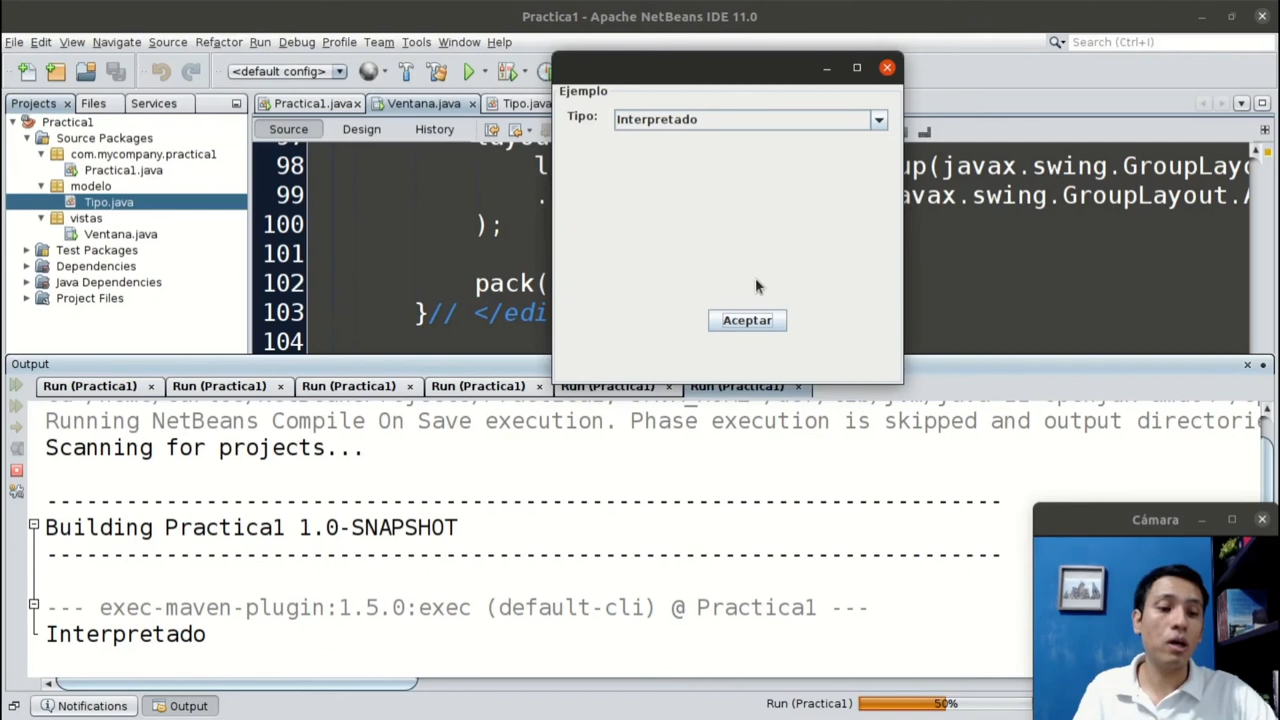 Practica1 - Apache NetBeans IDE 11.0
File Edit View Navigate Source Refactor Run Debug Profile Team Tools Window Help
Search (Ctrl+I)
<default config>
Projects Files Services
Practica1.java Ventana.java Tipo.java
Source Design History
Practica1
Source Packages
com.mycompany.practica1
Practica1.java
modelo
Tipo.java
vistas
Ventana.java
Test Packages
Dependencies
Java Dependencies
Project Files
98 l up(javax.swing.GroupLayo
99 . avax.swing.GroupLayout.A
100 );
101
102 pack(
103 }// </edi
104
Ejemplo
Tipo: Interpretado
Aceptar
Output
Run (Practica1) Run (Practica1) Run (Practica1) Run (Practica1) Run (Practica1) Run (Practica1)
Running NetBeans Compile On Save execution. Phase execution is skipped and output directorie
Scanning for projects...
------------------------------------------------------------------------
Building Practica1 1.0-SNAPSHOT
------------------------------------------------------------------------
--- exec-maven-plugin:1.5.0:exec (default-cli) @ Practica1 ---
Interpretado
Cámara
Notifications Output
Run (Practica1) 50%